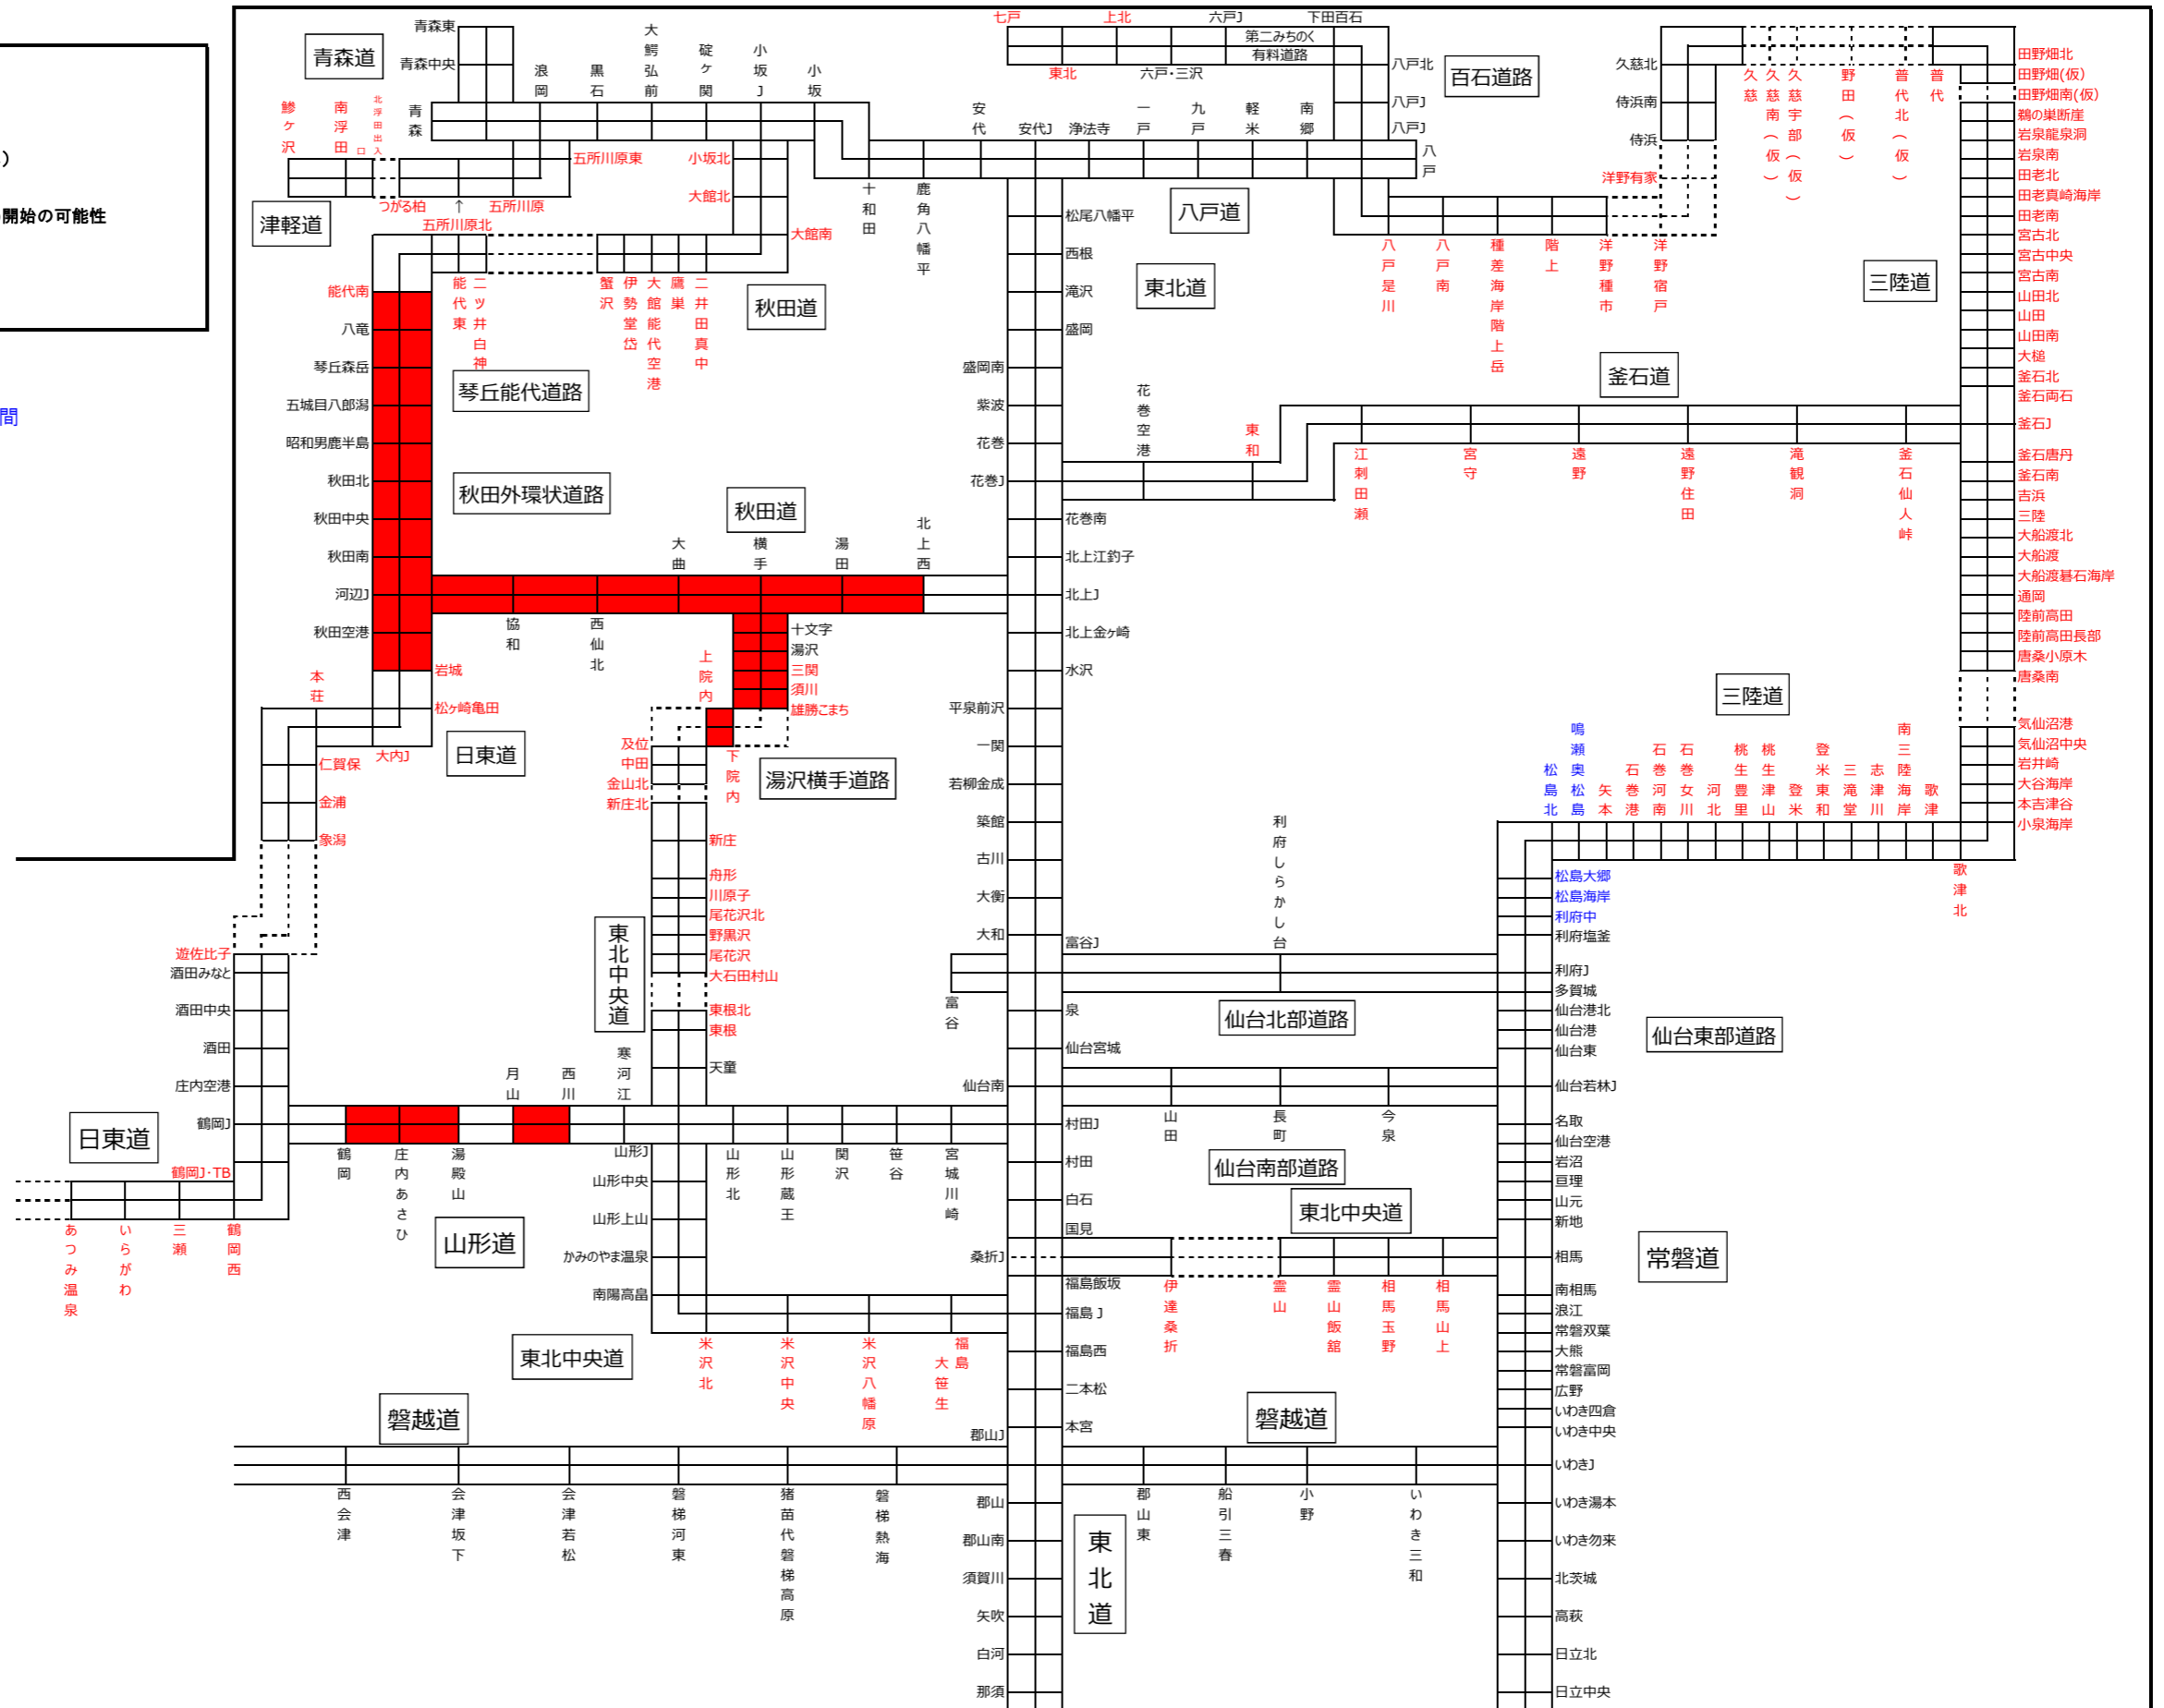 ）
開始の可能性
間
青森道
青森東
青森中央
青森
浪岡
黒石
大鰐弘前
碇ヶ関
小坂J
小坂
鰺ヶ沢
南浮田
北浮田出入口
つがる柏
↑
五所川原北
五所川原
五所川原東
津軽道
小坂北
大館北
大館南
十和田
鹿角八幡平
安代
安代J
浄法寺
一戸
九戸
軽米
南郷
八戸
七戸
上北
六戸J
下田百石
第二みちのく
有料道路
東北
六戸・三沢
八戸北
八戸J
八戸J
百石道路
八戸道
久慈北
侍浜南
侍浜
洋野有家
久慈
久慈南(仮)
久慈宇部(仮)
野田(仮)
普代北(仮)
普代
八戸是川
八戸南
種差海岸階上岳
階上
洋野種市
洋野宿戸
三陸道
田野畑北
田野畑(仮)
田野畑南(仮)
鵜の巣断崖
岩泉龍泉洞
岩泉南
田老北
田老真崎海岸
田老南
宮古北
宮古中央
宮古南
山田北
山田
山田南
大槌
釜石北
釜石両石
釜石J
釜石唐丹
釜石南
吉浜
三陸
大船渡北
大船渡
大船渡碁石海岸
通岡
陸前高田
陸前高田長部
唐桑小原木
唐桑南
気仙沼港
気仙沼中央
岩井崎
大谷海岸
本吉津谷
小泉海岸
能代南
八竜
琴丘森岳
五城目八郎潟
昭和男鹿半島
秋田北
秋田中央
秋田南
河辺J
秋田空港
岩城
松ヶ崎亀田
能代東
二ッ井白神
蟹沢
伊勢堂岱
大館能代空港
鷹巣
二井田真中
秋田道
琴丘能代道路
秋田外環状道路
秋田道
東北道
松尾八幡平
西根
滝沢
盛岡
盛岡南
紫波
花巻
花巻J
花巻南
北上江釣子
北上J
北上金ヶ崎
水沢
平泉前沢
一関
若柳金成
築館
古川
大衡
大和
花巻空港
東和
釜石道
江刺田瀬
宮守
遠野
遠野住田
滝観洞
釜石仙人峠
大曲
横手
湯田
北上西
協和
西仙北
十文字
湯沢
三関
須川
雄勝こまち
上院内
下院内
湯沢横手道路
本荘
大内J
日東道
仁賀保
金浦
象潟
及位
中田
金山北
新庄北
新庄
舟形
川原子
尾花沢北
野黒沢
尾花沢
大石田村山
東根北
東根
天童
東北中央道
三陸道
松島北
鳴瀬奥松島
矢本
石巻港
石巻河南
石巻女川
河北
桃生豊里
桃生津山
登米
登米東和
三滝堂
志津川
南三陸海岸
歌津
歌津北
松島大郷
松島海岸
利府中
利府塩釜
利府J
多賀城
仙台港北
仙台港
仙台東
仙台若林J
名取
仙台空港
岩沼
亘理
山元
新地
相馬
南相馬
浪江
常磐双葉
大熊
常磐富岡
広野
いわき四倉
いわき中央
いわきJ
いわき湯本
いわき勿来
北茨城
高萩
日立北
日立中央
利府しらかし台
富谷J
富谷
泉
仙台宮城
仙台南
村田J
村田
白石
国見
桑折J
福島飯坂
福島J
福島西
二本松
本宮
郡山J
郡山
郡山南
須賀川
矢吹
白河
那須
仙台北部道路
仙台東部道路
山田
長町
今泉
仙台南部道路
東北中央道
伊達桑折
霊山
霊山飯舘
相馬玉野
相馬山上
常磐道
遊佐比子
酒田みなと
酒田中央
酒田
庄内空港
鶴岡J
鶴岡J・TB
日東道
あつみ温泉
いらがわ
三瀬
鶴岡西
鶴岡
庄内あさひ
湯殿山
月山
西川
寒河江
山形道
山形J
山形中央
山形上山
かみのやま温泉
南陽高畠
山形北
山形蔵王
関沢
笹谷
宮城川崎
東北中央道
米沢北
米沢中央
米沢八幡原
福島大笹生
磐越道
西会津
会津坂下
会津若松
磐梯河東
猪苗代磐梯高原
磐梯熱海
東北道
磐越道
郡山東
船引三春
小野
いわき三和